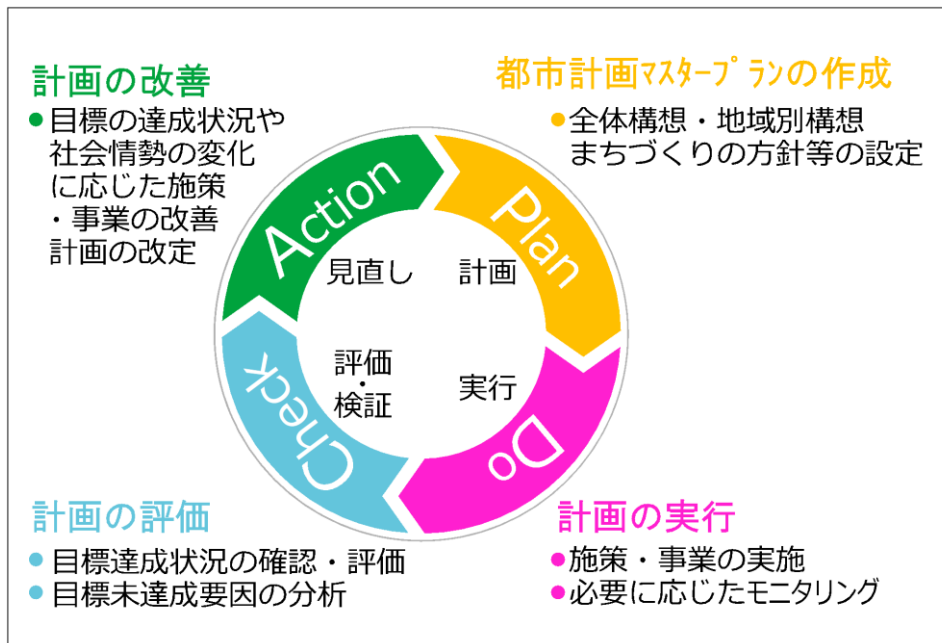 計画の改善
●目標の達成状況や
社会情勢の変化
に応じた施策
・事業の改善
計画の改定
都市計画ﾏｽﾀｰﾌﾟﾗﾝの作成
●全体構想・地域別構想
まちづくりの方針等の設定
Action
Plan
見直し
計画
評価
・
検証
実行
Check
Do
計画の評価
●目標達成状況の確認・評価
●目標未達成要因の分析
計画の実行
●施策・事業の実施
●必要に応じたモニタリング